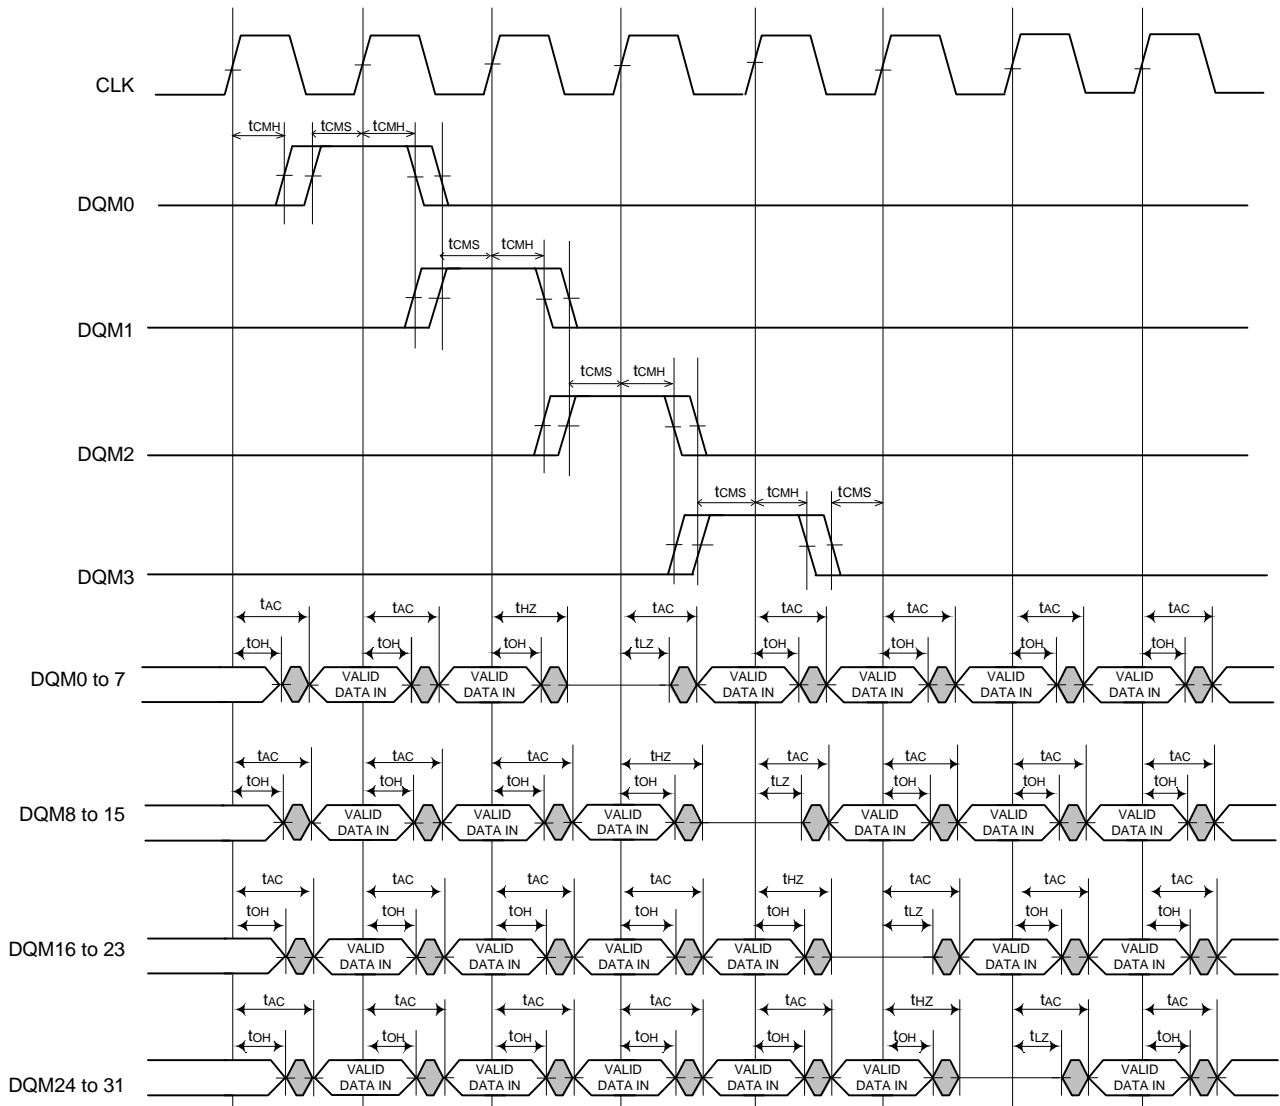 CLK
tCMH tCMS tCMH
DQM0
tCMS tCMH
DQM1
tCMS tCMH
DQM2
tCMS tCMH tCMS
DQM3
tAC tAC tHZ tAC tAC tAC tAC tAC
tOH tOH tOH tLZ tOH tOH tOH tOH
DQM0 to 7
VALID DATA IN VALID DATA IN VALID DATA IN VALID DATA IN VALID DATA IN VALID DATA IN
tAC tAC tAC tHZ tAC tAC tAC tAC
tOH tOH tOH tOH tLZ tOH tOH tOH
DQM8 to 15
VALID DATA IN VALID DATA IN VALID DATA IN VALID DATA IN VALID DATA IN VALID DATA IN
tAC tAC tAC tAC tHZ tAC tAC tAC
tOH tOH tOH tOH tOH tLZ tOH tOH
DQM16 to 23
VALID DATA IN VALID DATA IN VALID DATA IN VALID DATA IN VALID DATA IN VALID DATA IN
tAC tAC tAC tAC tAC tHZ tAC tAC
tOH tOH tOH tOH tOH tOH tLZ tOH
DQM24 to 31
VALID DATA IN VALID DATA IN VALID DATA IN VALID DATA IN VALID DATA IN VALID DATA IN